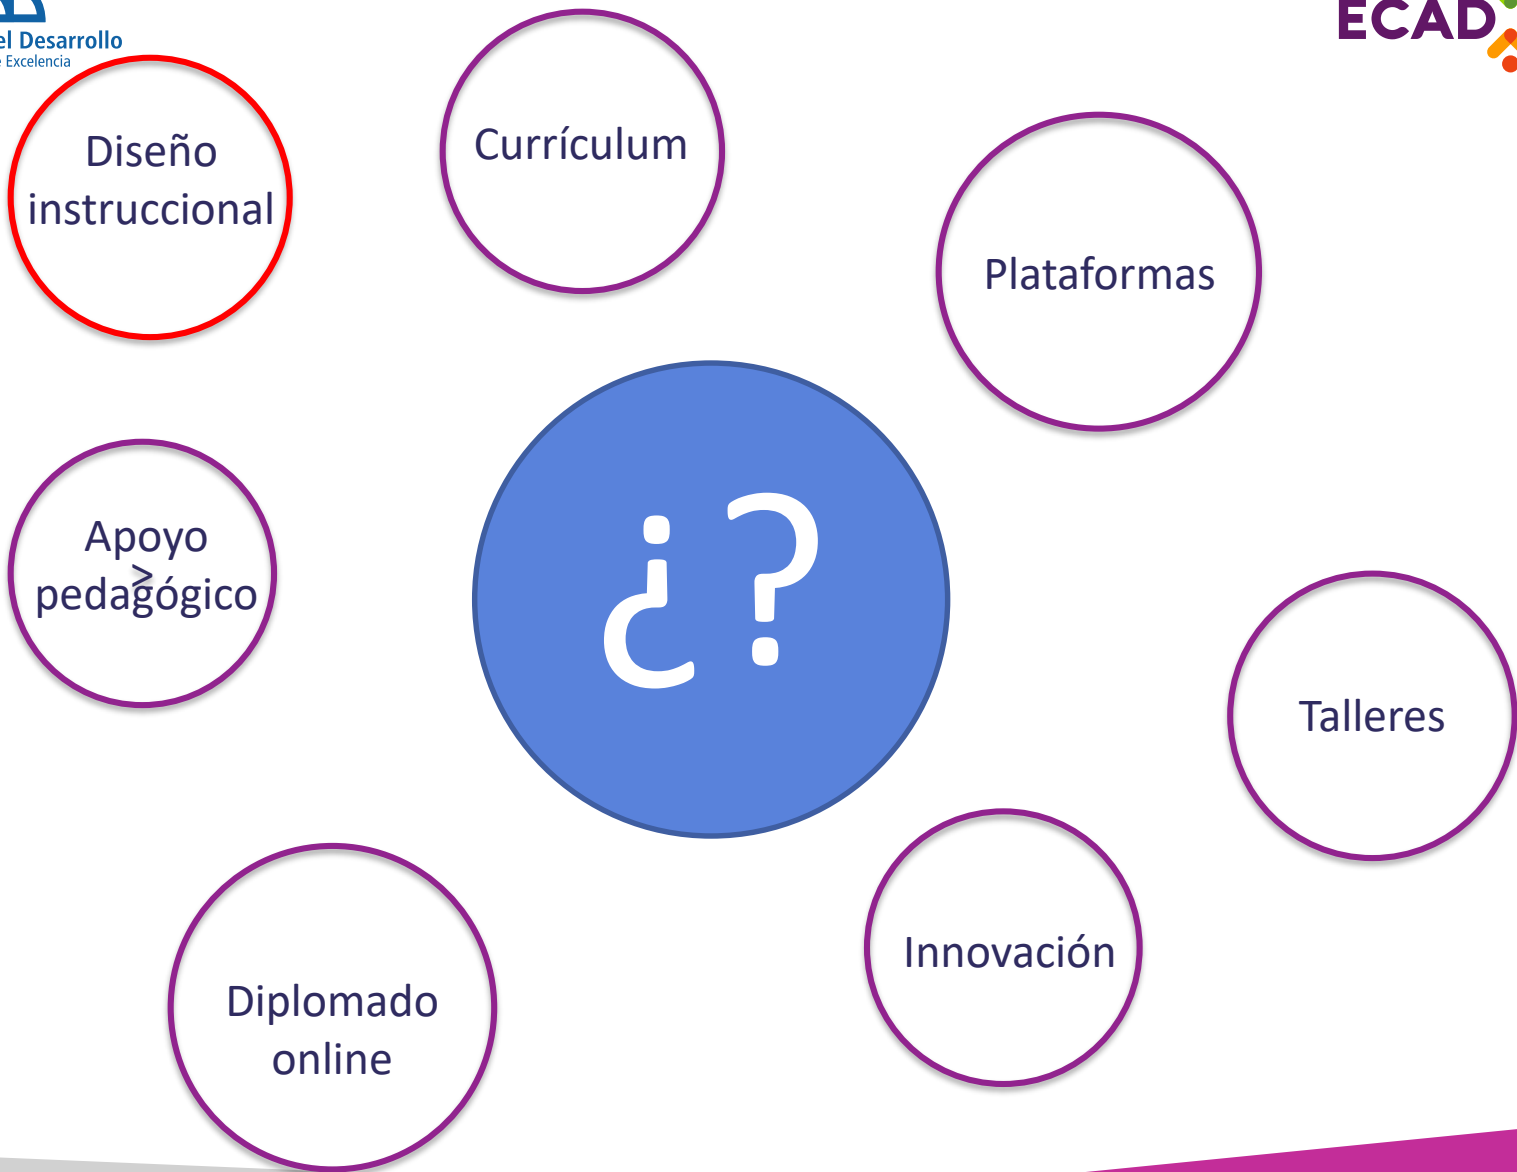 el Desarrollo
Excelencia
ECAD
Diseño
instruccional
Currículum
Plataformas
¿?
Apoyo
>
pedagógico
Talleres
Innovación
Diplomado
online